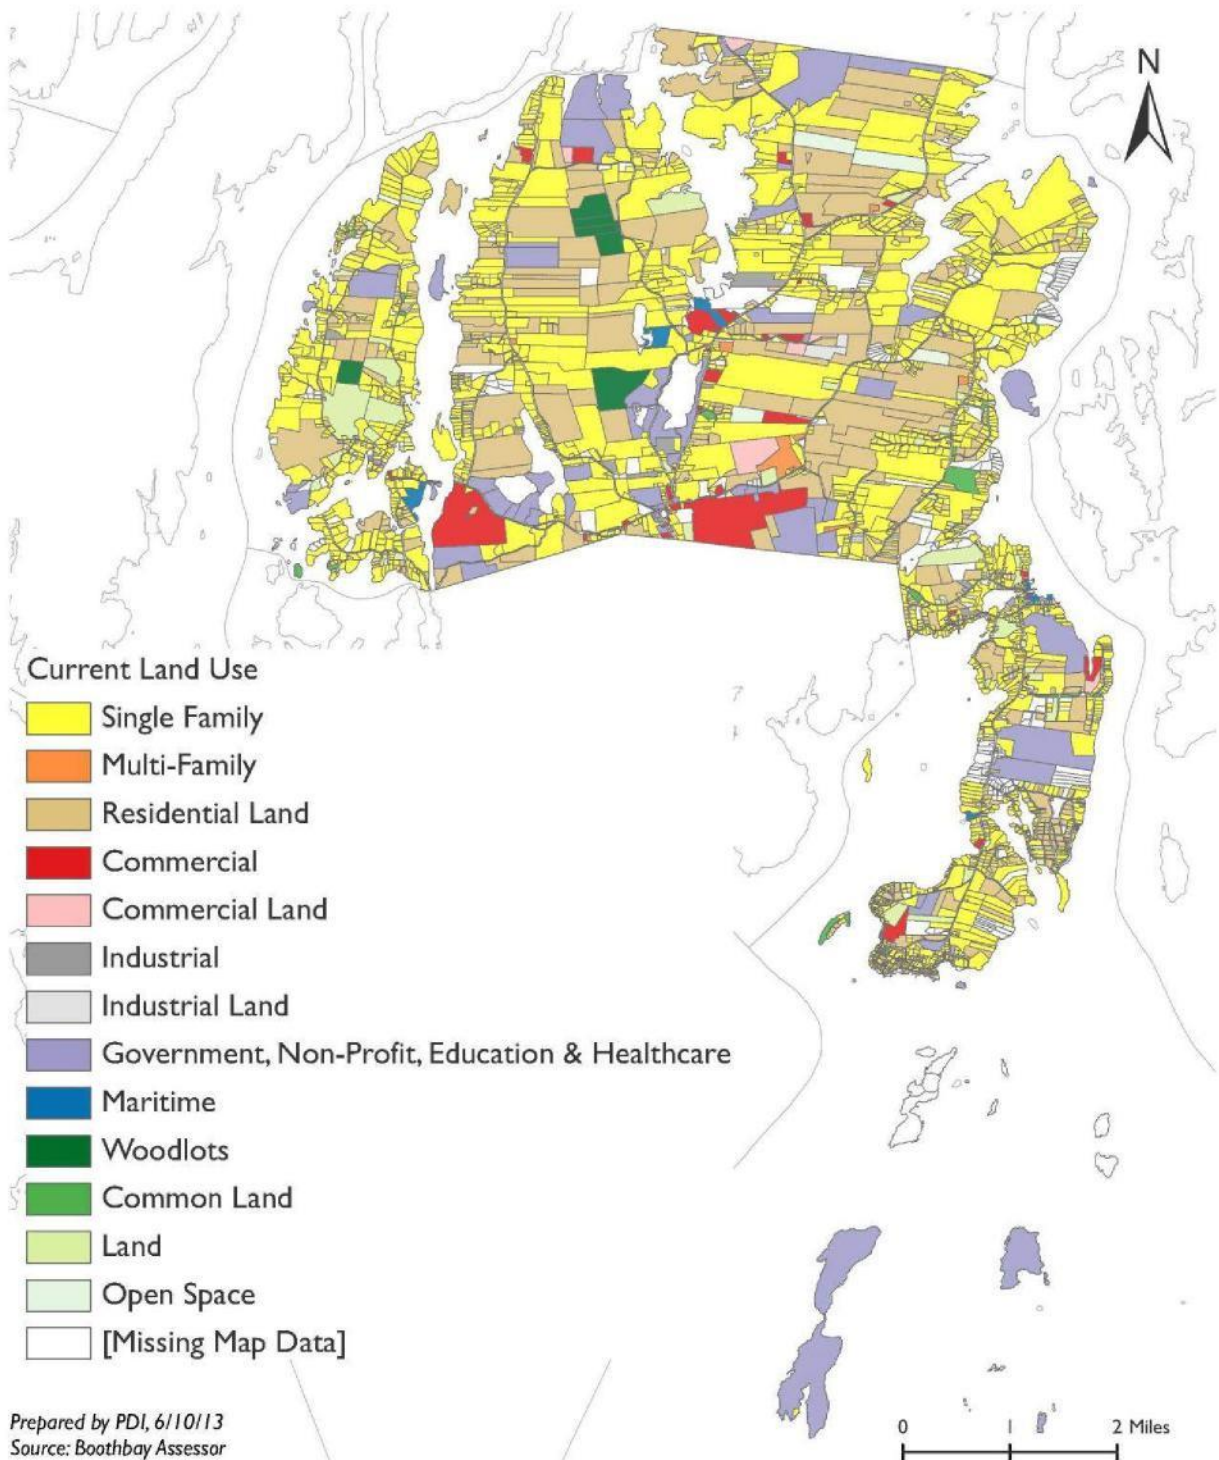 N
Current Land Use
Single Family
Multi-Family
Residential Land
Commercial
Commercial Land
Industrial
Industrial Land
Government, Non-Profit, Education & Healthcare
Maritime
Woodlots
Common Land
Land
Open Space
[Missing Map Data]
Prepared by PDI, 6/10/13
Source: Boothbay Assessor
0 1 2 Miles